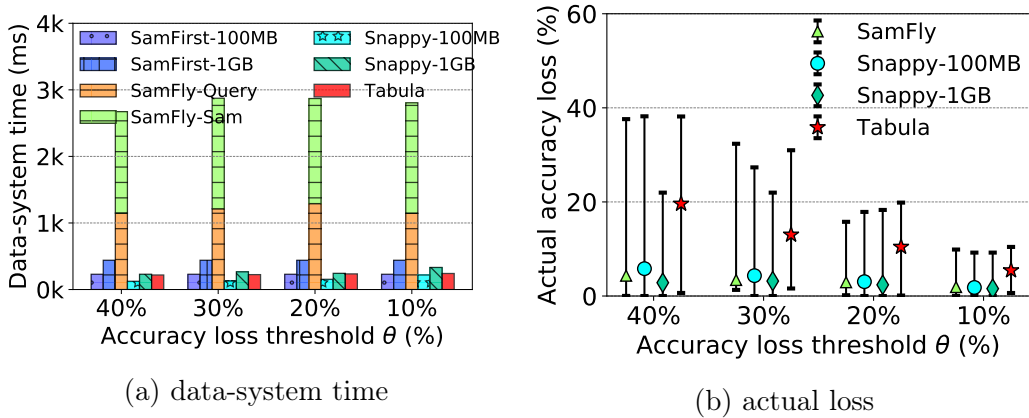 4k
3k
2k
1k
0k
Data-system time (ms)
SamFirst-100MB
SamFirst-1GB
SamFly-Query
SamFly-Sam
Snappy-100MB
Snappy-1GB
Tabula
40% 30% 20% 10%
Accuracy loss threshold θ (%)
(a) data-system time
60
40
20
0
Actual accuracy loss (%)
SamFly
Snappy-100MB
Snappy-1GB
Tabula
40% 30% 20% 10%
Accuracy loss threshold θ (%)
(b) actual loss